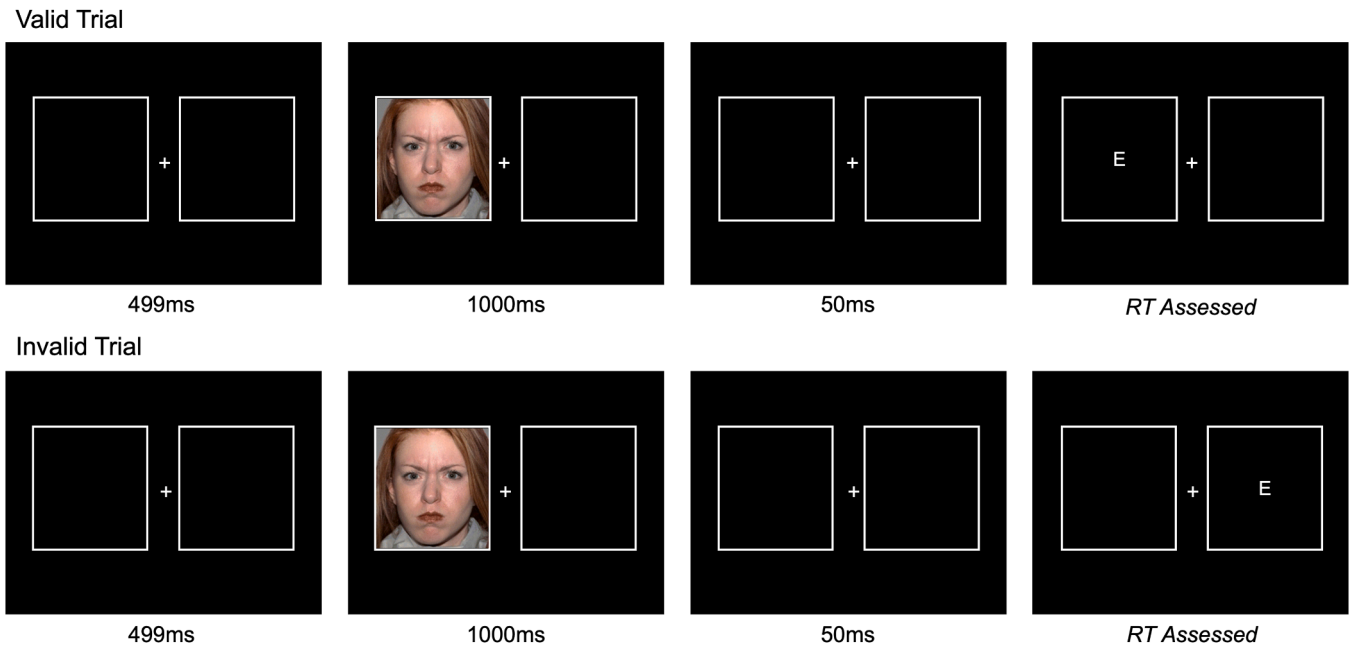 Valid Trial
+ + + E +
499ms 1000ms 50ms RT Assessed
Invalid Trial
+ + + + E
499ms 1000ms 50ms RT Assessed